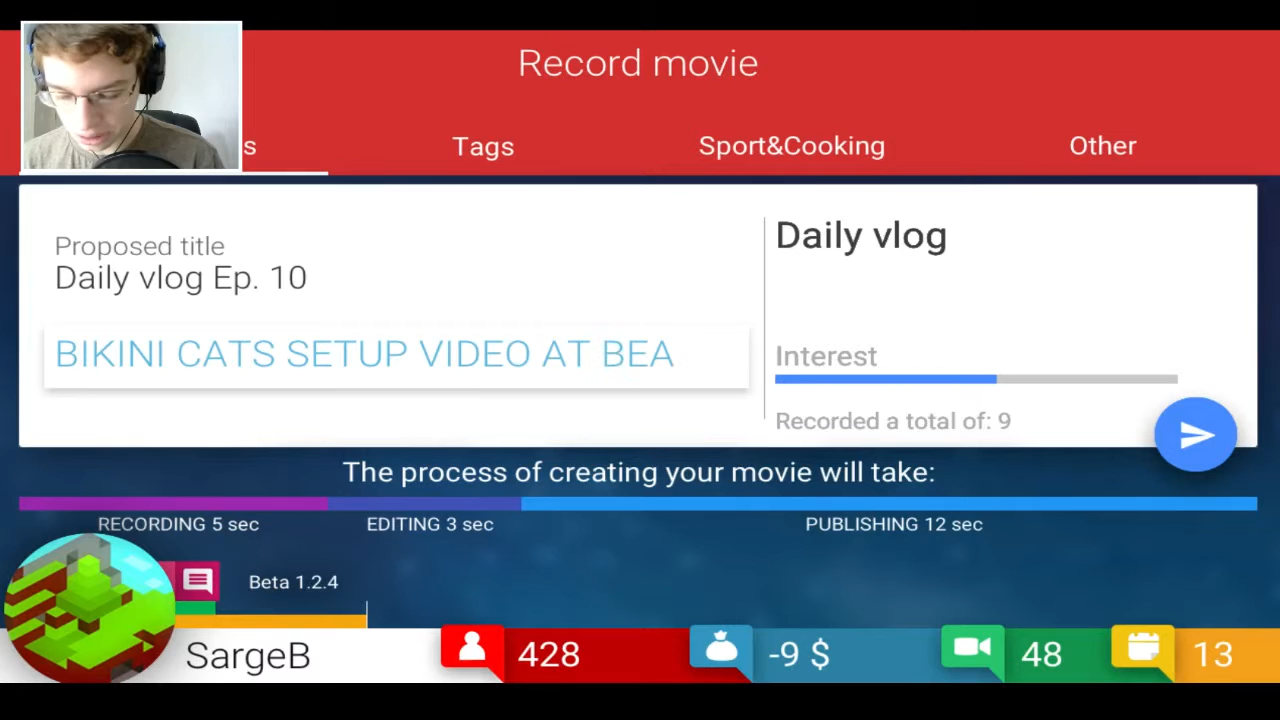 Record movie
s
Tags
Sport&Cooking
Other
Proposed title
Daily vlog Ep. 10
BIKINI CATS SETUP VIDEO AT BEA
Daily vlog
Interest
Recorded a total of: 9
The process of creating your movie will take:
RECORDING 5 sec
EDITING 3 sec
PUBLISHING 12 sec
Beta 1.2.4
SargeB
428
-9 $
48
13